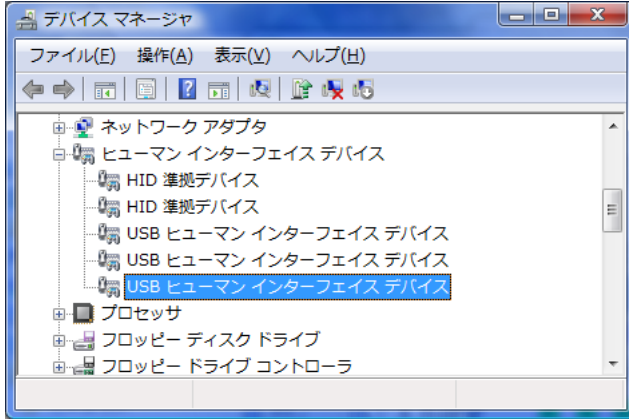 デバイス マネージャ
ファイル(F) 操作(A) 表示(V) ヘルプ(H)
ネットワーク アダプタ
ヒューマン インターフェイス デバイス
HID 準拠デバイス
HID 準拠デバイス
USB ヒューマン インターフェイス デバイス
USB ヒューマン インターフェイス デバイス
USB ヒューマン インターフェイス デバイス
プロセッサ
フロッピー ディスク ドライブ
フロッピー ドライブ コントローラ